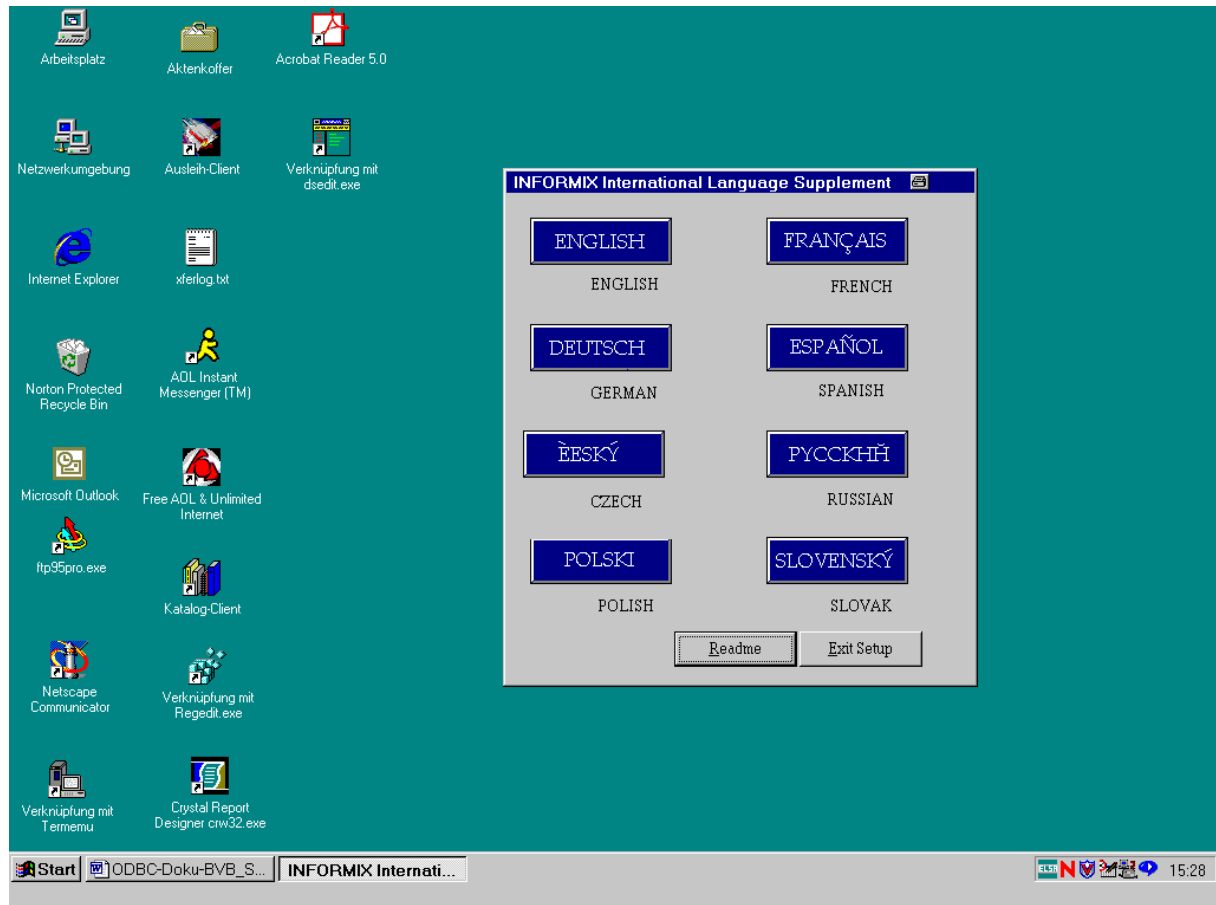 Arbeitsplatz
Aktenkoffer
Acrobat Reader 5.0
Netzwerkumgebung
Ausleih-Client
Verknüpfung mit
dsedit.exe
Internet Explorer
xferlog.txt
Norton Protected
Recycle Bin
AOL Instant
Messenger (TM)
Microsoft Outlook
Free AOL & Unlimited
Internet
ftp95pro.exe
Katalog-Client
Netscape
Communicator
Verknüpfung mit
Regedit.exe
Verknüpfung mit
Termemu
Crystal Report
Designer crw32.exe
INFORMIX International Language Supplement
ENGLISH
ENGLISH
FRANÇAIS
FRENCH
DEUTSCH
GERMAN
ESPAÑOL
SPANISH
ÈESKÝ
CZECH
РУССКНЙ
RUSSIAN
POLSKI
POLISH
SLOVENSKÝ
SLOVAK
Readme
Exit Setup
Start
ODBC-Doku-BVB_S...
INFORMIX Internati...
ELSA
N
15:28